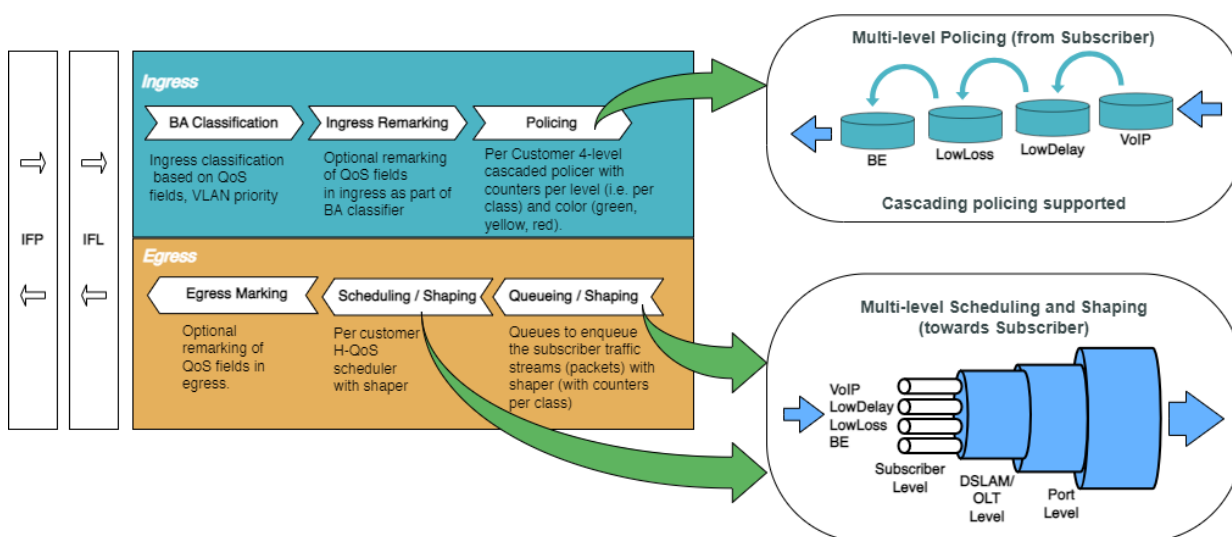 IFP
IFL
Ingress
BA Classification
Ingress Remarking
Policing
Ingress classification
based on QoS
fields, VLAN priority
Optional remarking
of QoS fields
in ingress as part of
BA classifier
Per Customer 4-level
cascaded policer with
counters per level (i.e. per
class) and color (green,
yellow, red).
Egress
Egress Marking
Scheduling / Shaping
Queueing / Shaping
Optional
remarking of
QoS fields in
egress.
Per customer
H-QoS
scheduler
with shaper
Queues to enqueue
the subscriber traffic
streams (packets) with
shaper (with counters
per class)
Multi-level Policing (from Subscriber)
BE
LowLoss
LowDelay
VoIP
Cascading policing supported
Multi-level Scheduling and Shaping
(towards Subscriber)
VoIP
LowDelay
LowLoss
BE
Subscriber
Level
DSLAM/
OLT
Level
Port
Level